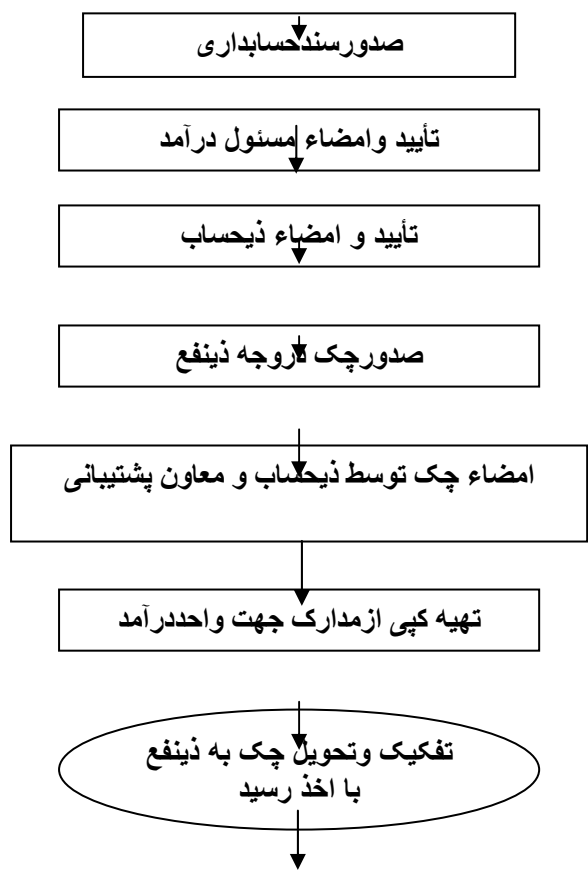 صدورسندحسابداری
تأیید وامضاء مسئول درآمد
تأیید و امضاء ذیحساب
صدورچک دروجه ذینفع
امضاء چک توسط ذیحساب و معاون پشتیبانی
تهیه کپی ازمدارک جهت واحددرآمد
تفکیک وتحویل چک به ذینفع
با اخذ رسید